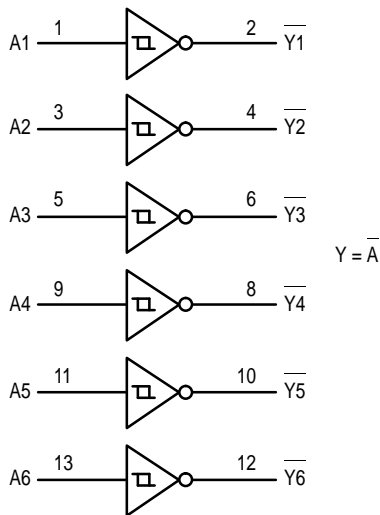 A1 1 2 Y1̅
A2 3 4 Y2̅
A3 5 6 Y3̅
Y = A̅
A4 9 8 Y4̅
A5 11 10 Y5̅
A6 13 12 Y6̅